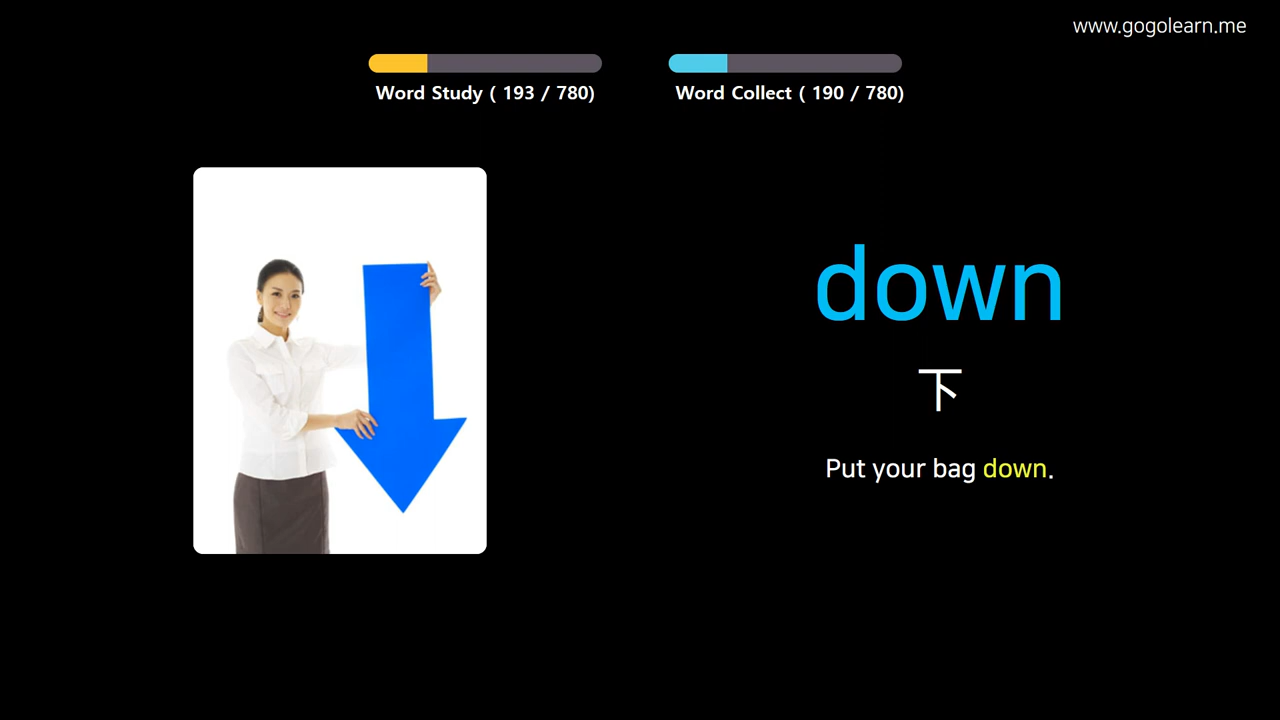 www.gogolearn.me
Word Study ( 193 / 780)
Word Collect ( 190 / 780)
down
下
Put your bag down.